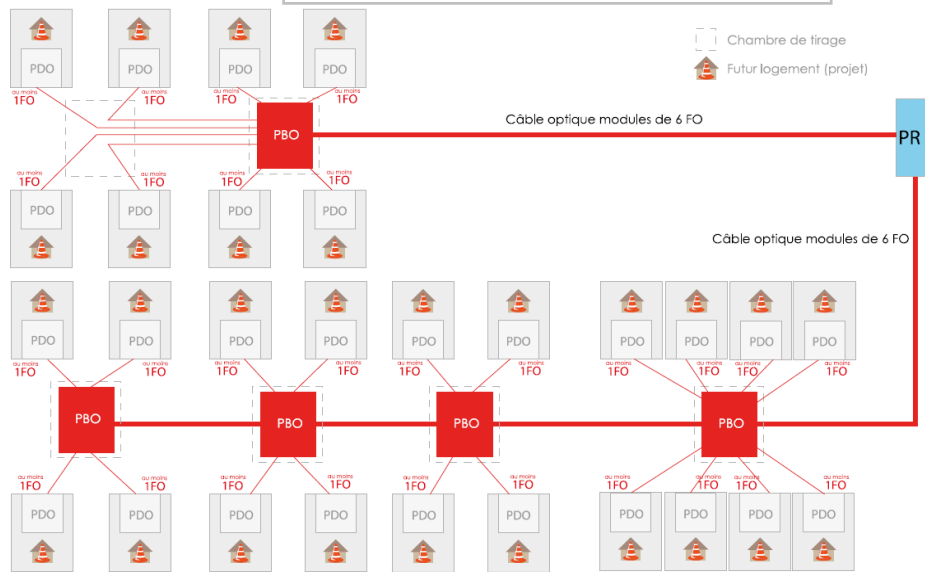 PDO
PDO
PDO
PDO
Chambre de tirage
Futur logement (projet)
au moins
1FO
au moins
1FO
au moins
1FO
au moins
1FO
PBO
Câble optique modules de 6 FO
PR
au moins
1FO
au moins
1FO
au moins
1FO
au moins
1FO
PDO
PDO
PDO
PDO
Câble optique modules de 6 FO
PDO
PDO
PDO
PDO
PDO
PDO
PDO
PDO
PDO
PDO
au moins
1FO
au moins
1FO
au moins
1FO
au moins
1FO
au moins
1FO
au moins
1FO
au moins
1FO
au moins
1FO
au moins
1FO
au moins
1FO
PBO
PBO
PBO
PBO
au moins
1FO
au moins
1FO
au moins
1FO
au moins
1FO
au moins
1FO
au moins
1FO
au moins
1FO
au moins
1FO
au moins
1FO
au moins
1FO
PDO
PDO
PDO
PDO
PDO
PDO
PDO
PDO
PDO
PDO